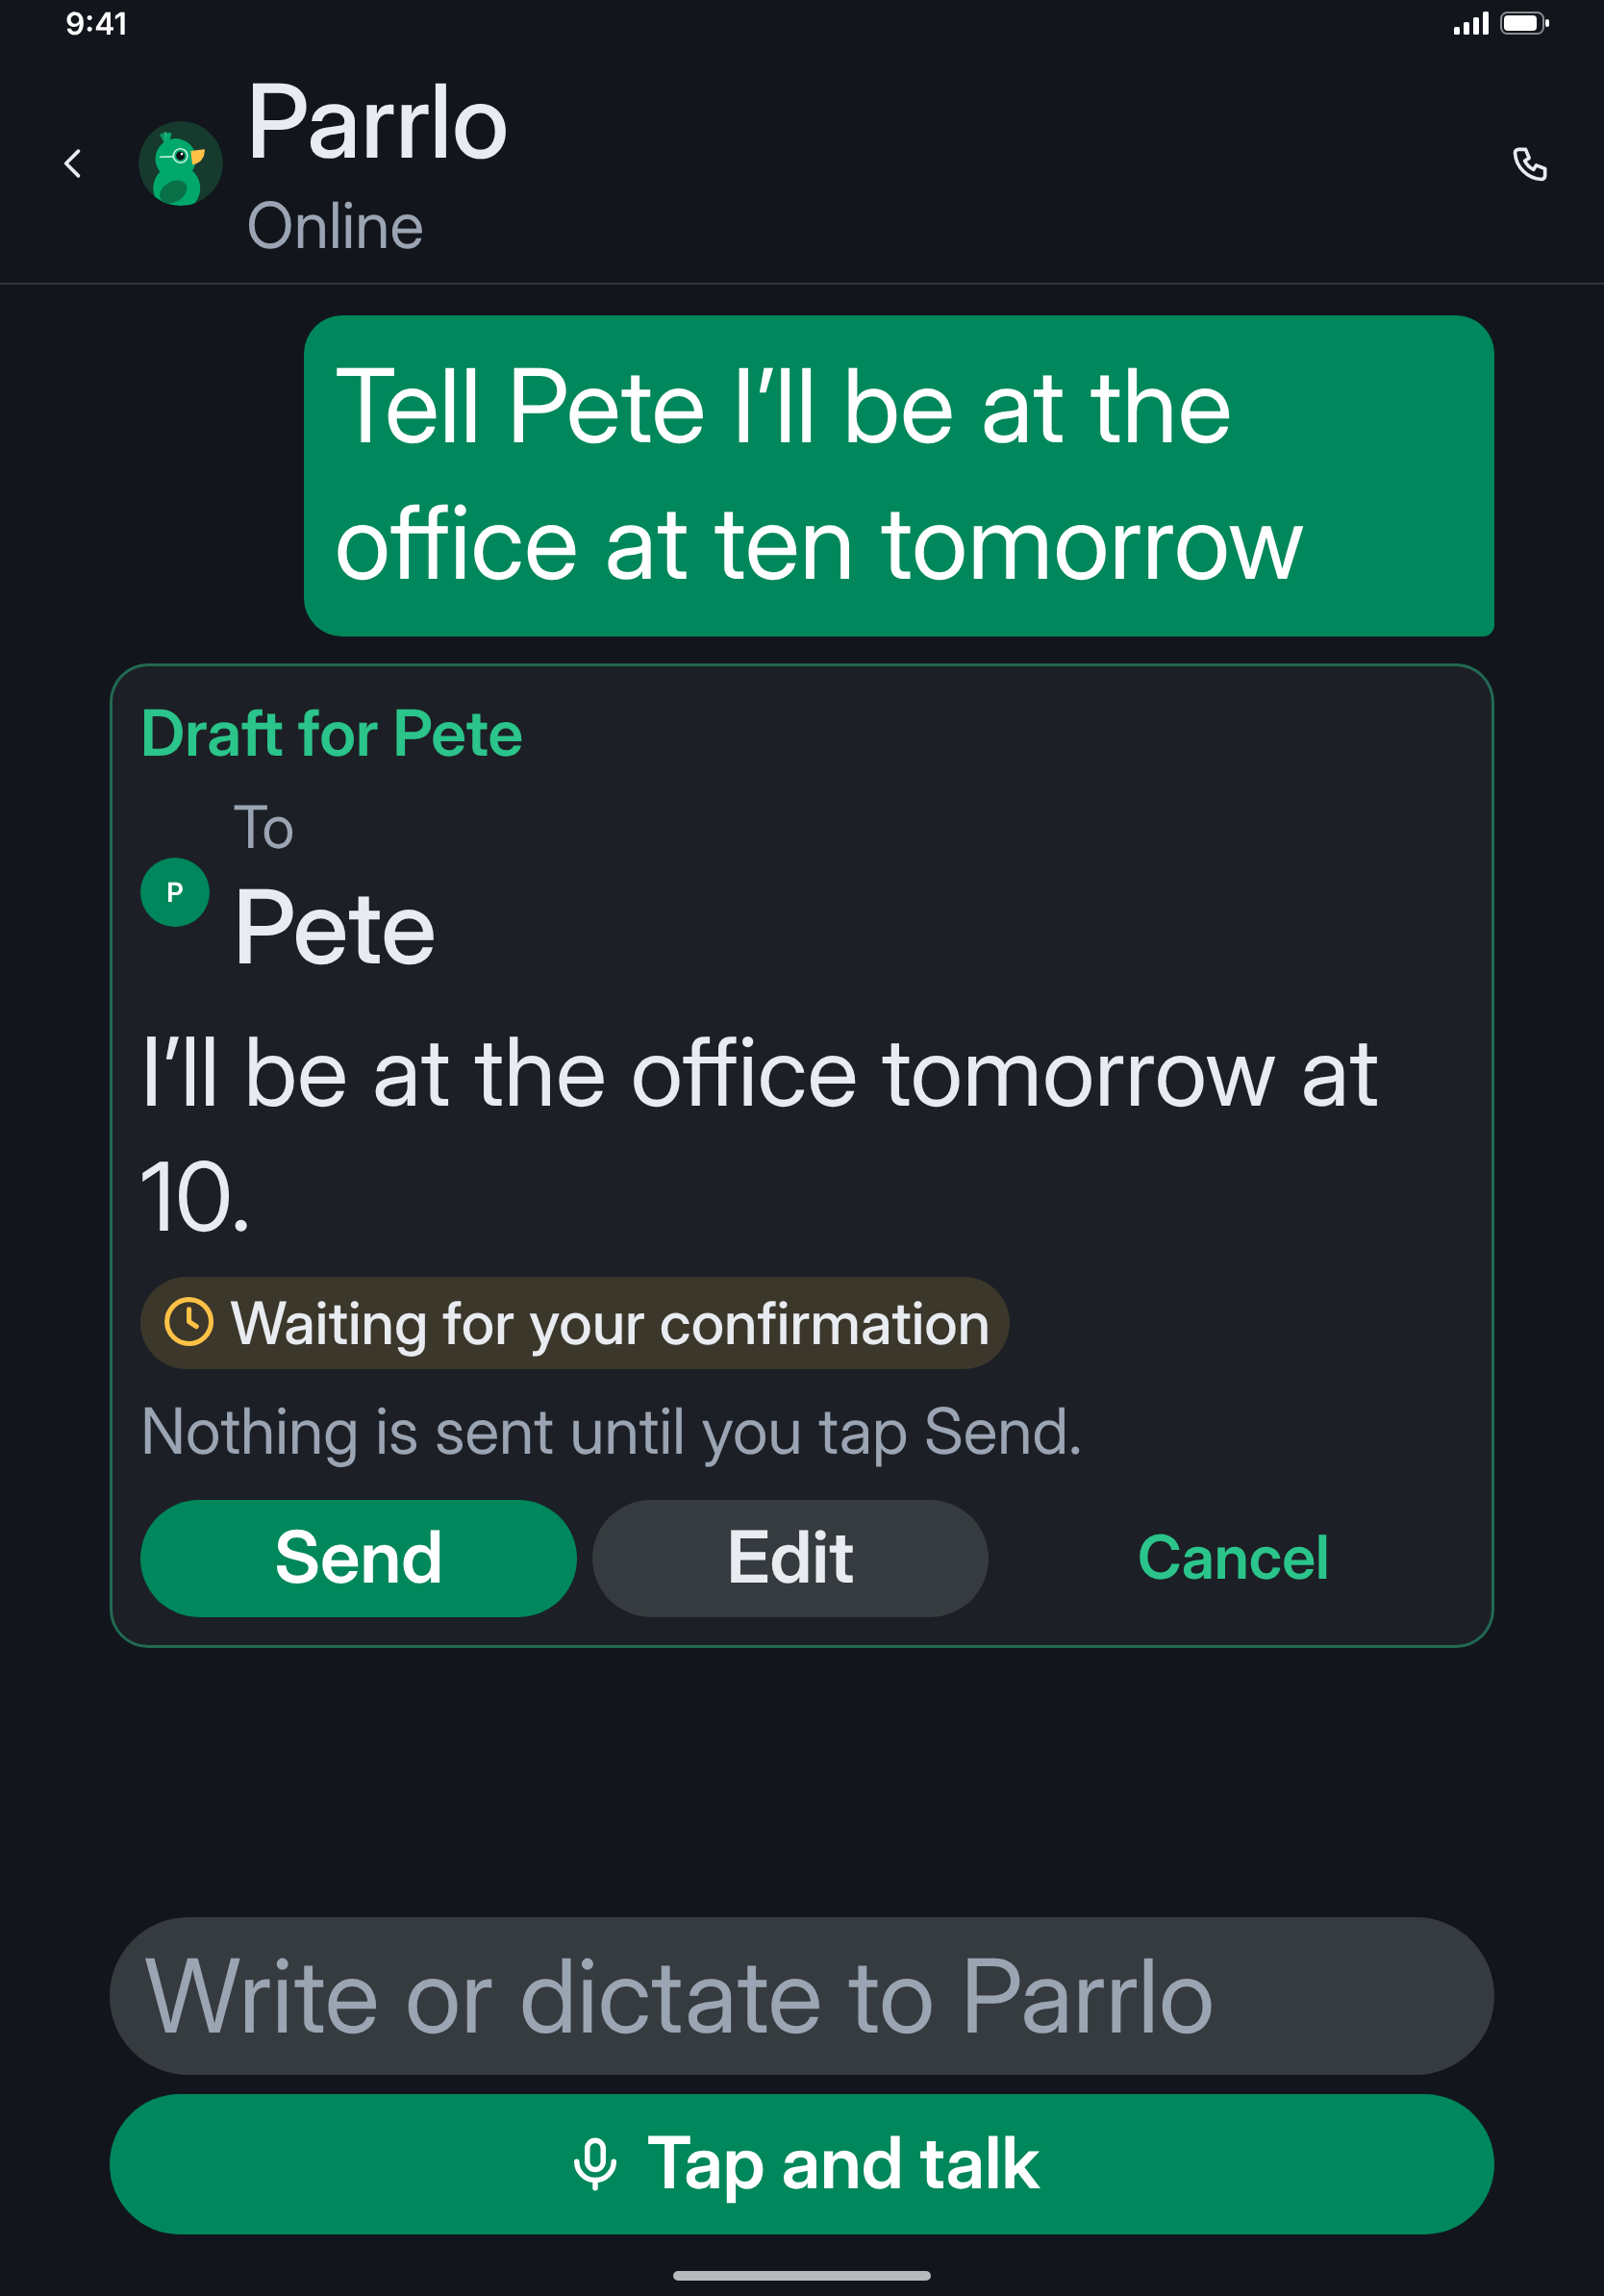 9:41
Parrlo
Online
Tell Pete I’ll be at the
office at ten tomorrow
Draft for Pete
To
P
Pete
I’ll be at the office tomorrow at
10.
Waiting for your confirmation
Nothing is sent until you tap Send.
Send
Edit
Cancel
Write or dictate to Parrlo
Tap and talk